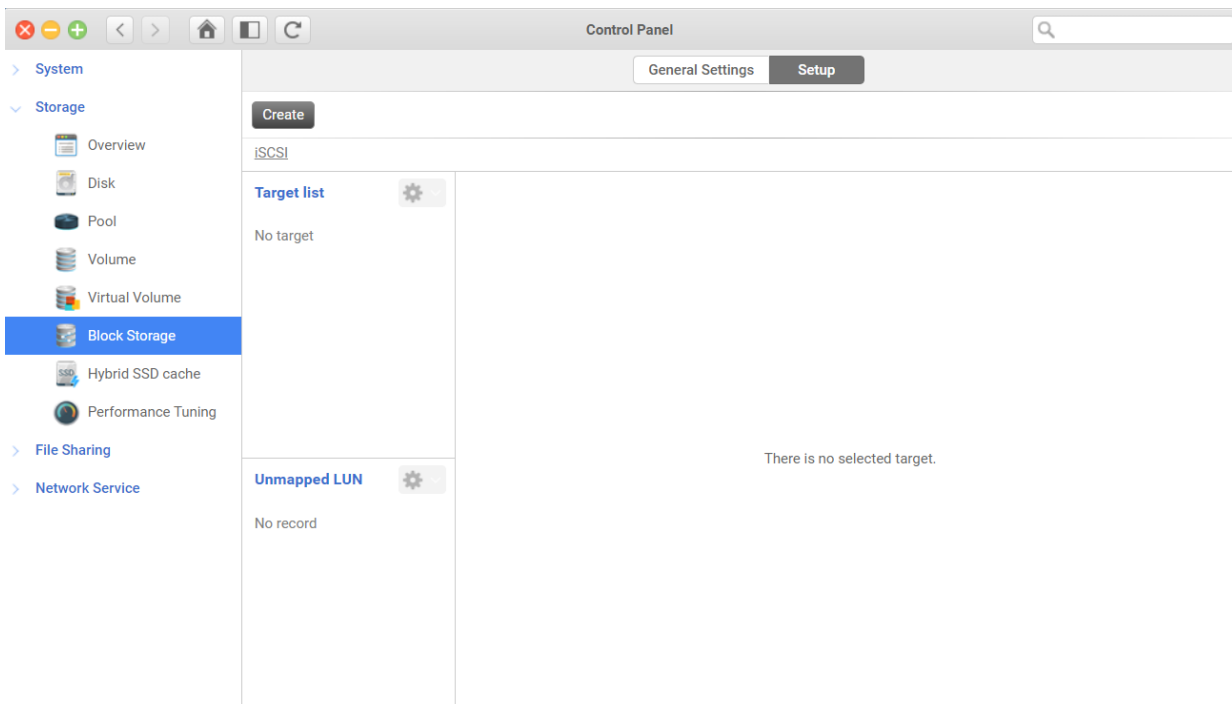 Control Panel
System
Storage
Overview
Disk
Pool
Volume
Virtual Volume
Block Storage
SSD
Hybrid SSD cache
Performance Tuning
File Sharing
Network Service
General Settings
Setup
Create
iSCSI
Target list
No target
Unmapped LUN
No record
There is no selected target.